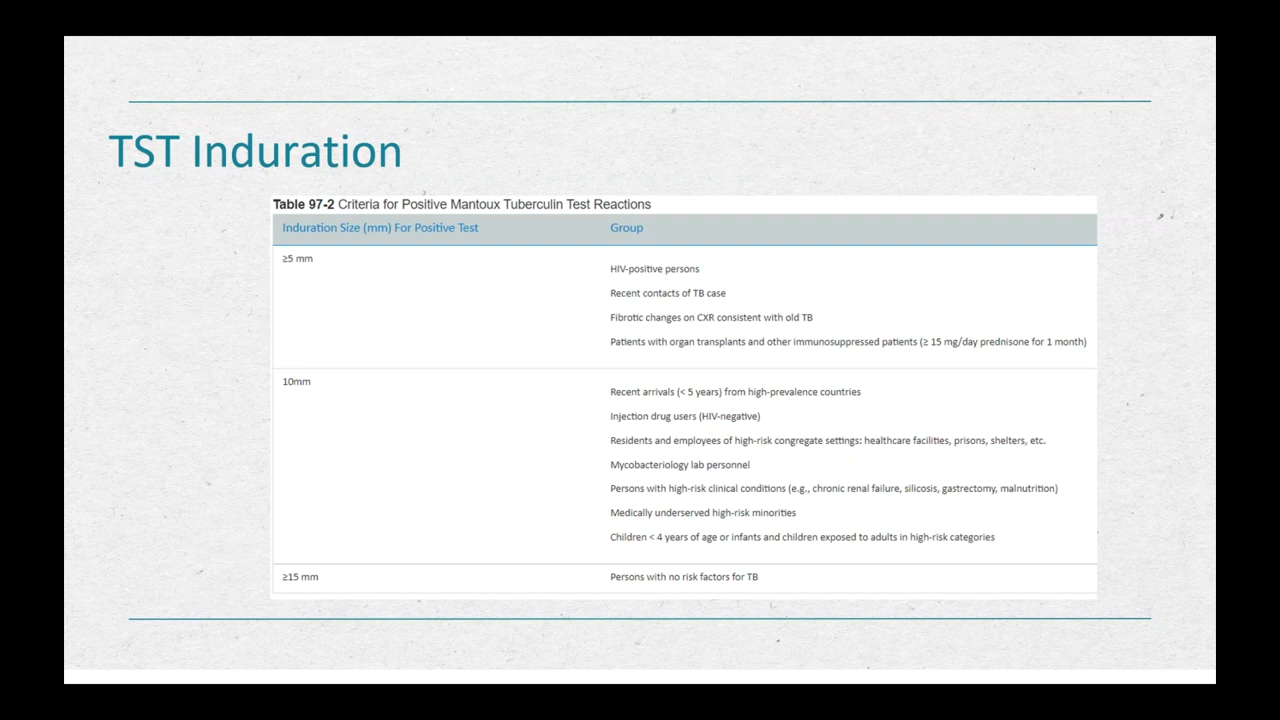 TST Induration
Table 97-2 Criteria for Positive Mantoux Tuberculin Test Reactions
Induration Size (mm) For Positive Test Group
≥5 mm
HIV-positive persons
Recent contacts of TB case
Fibrotic changes on CXR consistent with old TB
Patients with organ transplants and other immunosuppressed patients (≥ 15 mg/day prednisone for 1 month)
10mm
Recent arrivals (< 5 years) from high-prevalence countries
Injection drug users (HIV-negative)
Residents and employees of high-risk congregate settings: healthcare facilities, prisons, shelters, etc.
Mycobacteriology lab personnel
Persons with high-risk clinical conditions (e.g., chronic renal failure, silicosis, gastrectomy, malnutrition)
Medically underserved high-risk minorities
Children < 4 years of age or infants and children exposed to adults in high-risk categories
≥15 mm Persons with no risk factors for TB